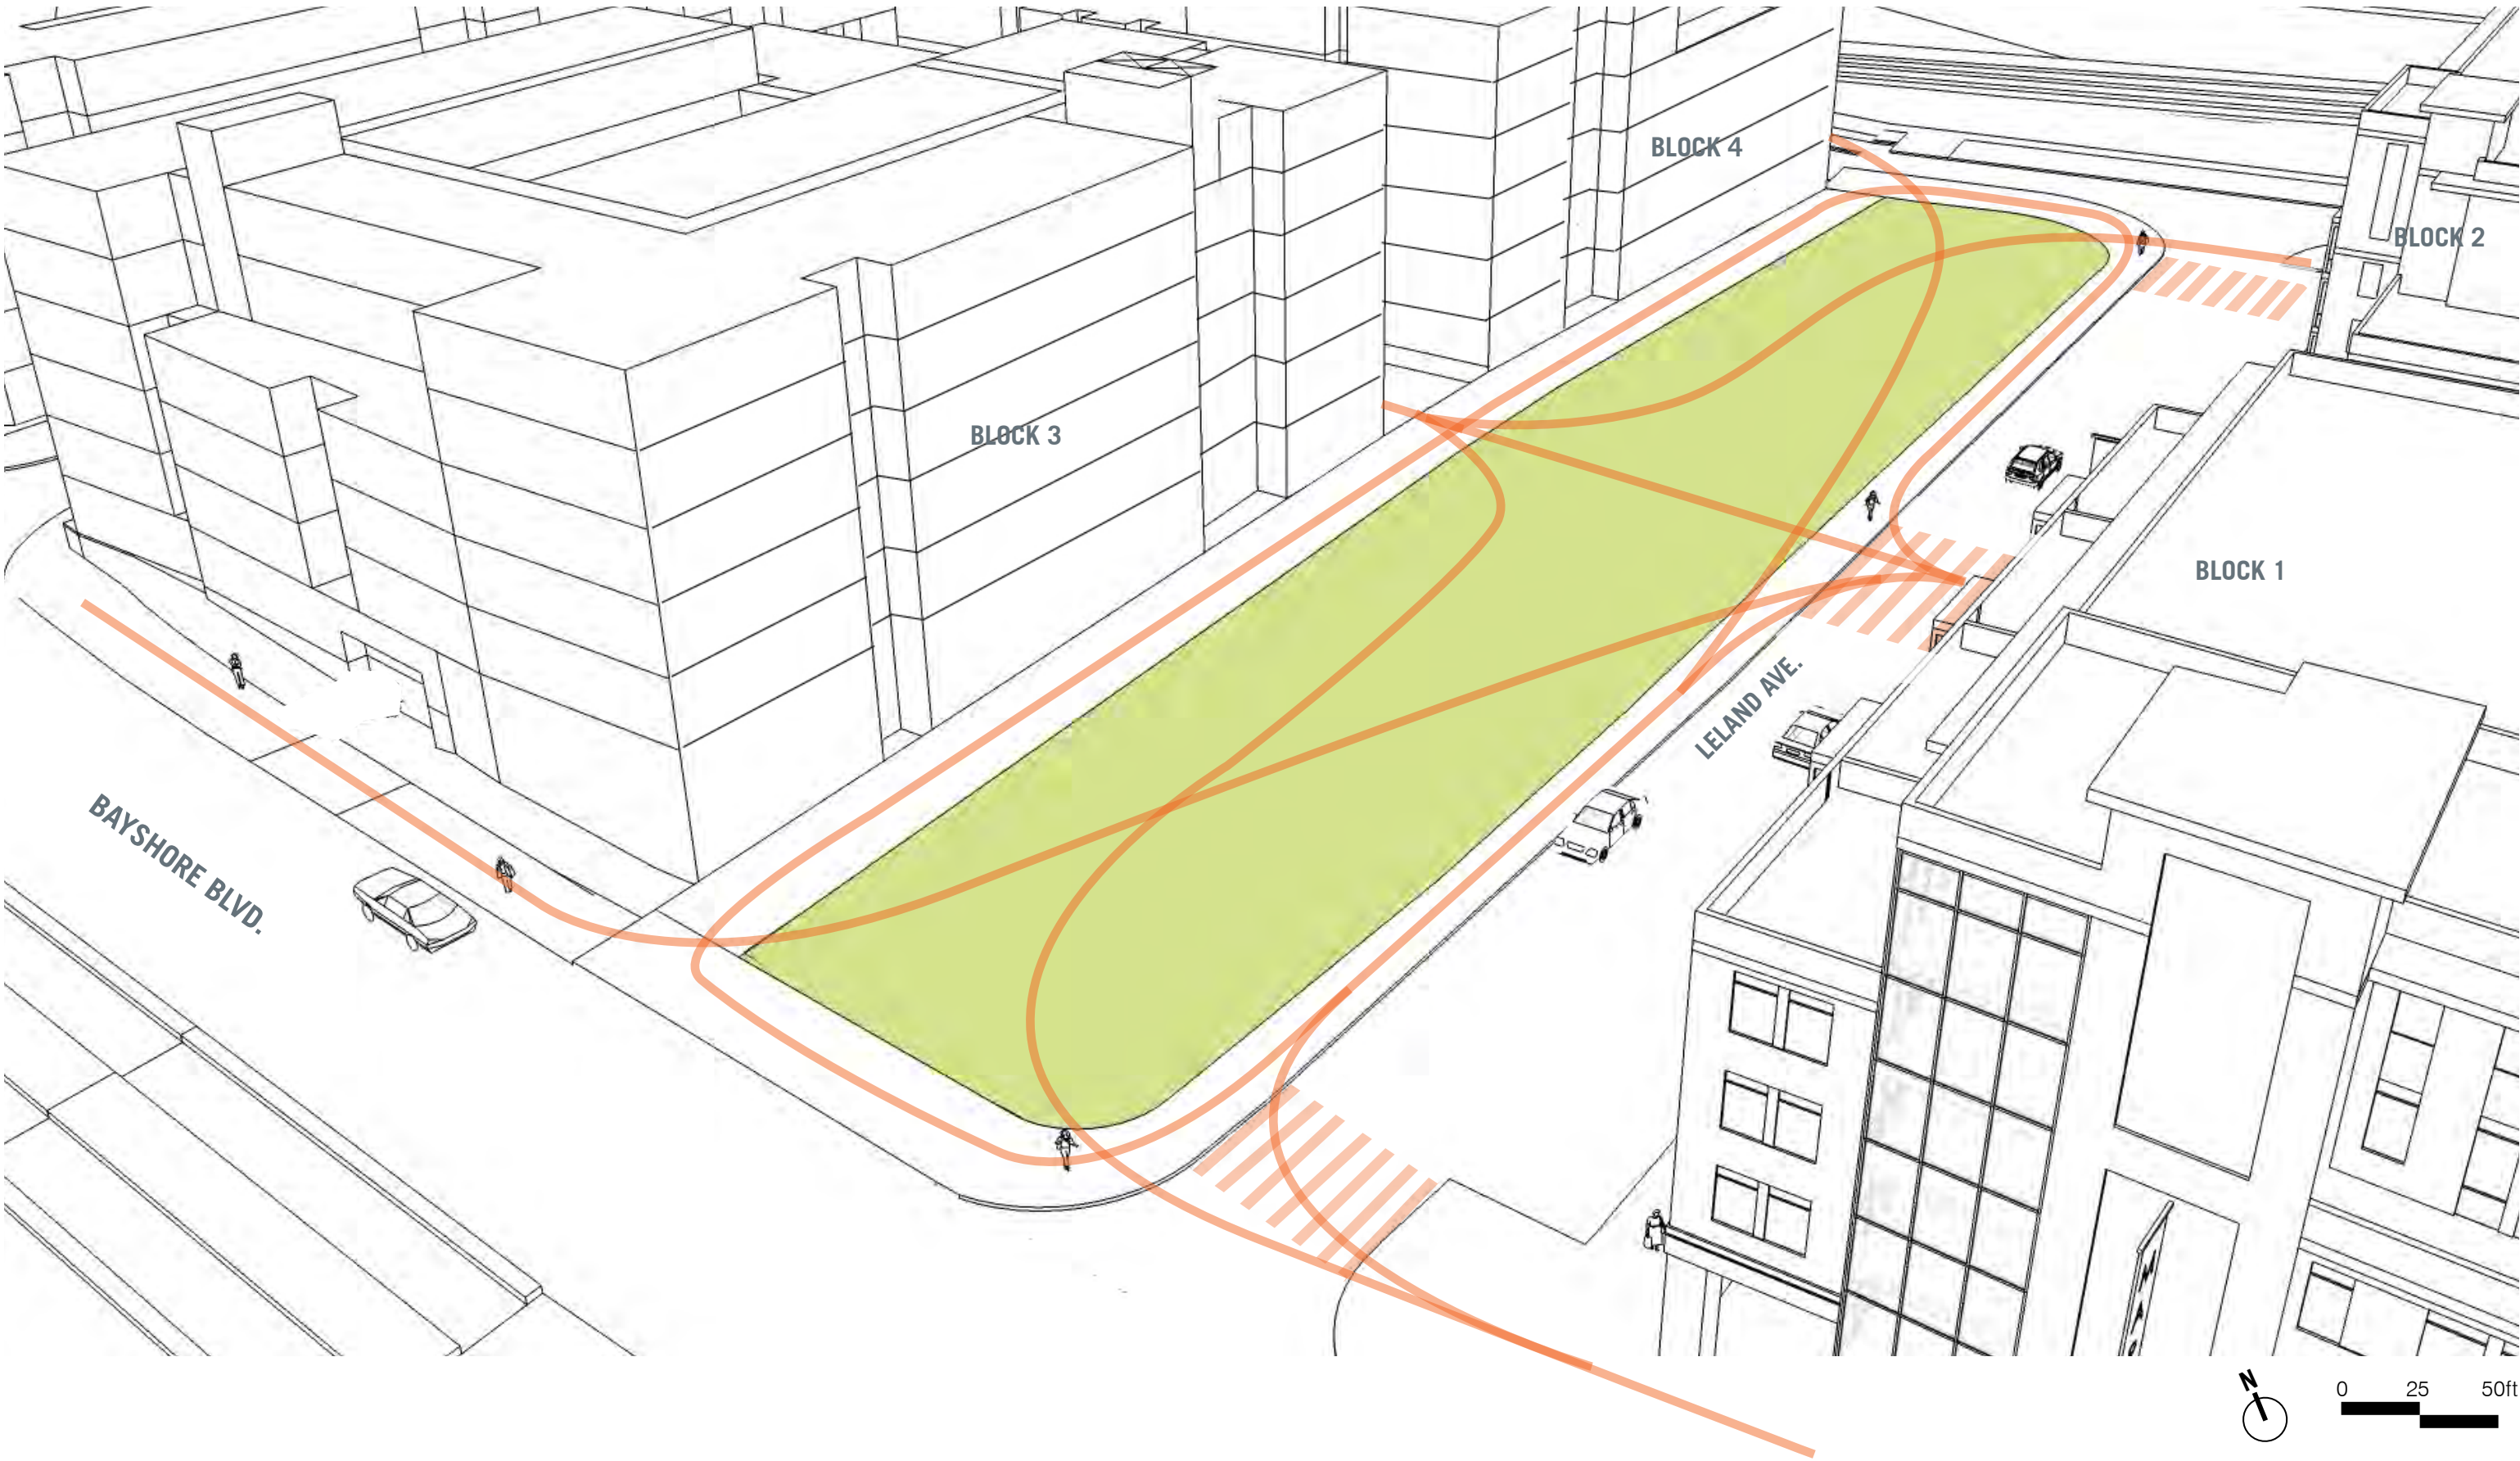 BLOCK 4
BLOCK 2
BLOCK 3
BLOCK 1
LELAND AVE.
BAYSHORE BLVD.
N
0 25 50ft